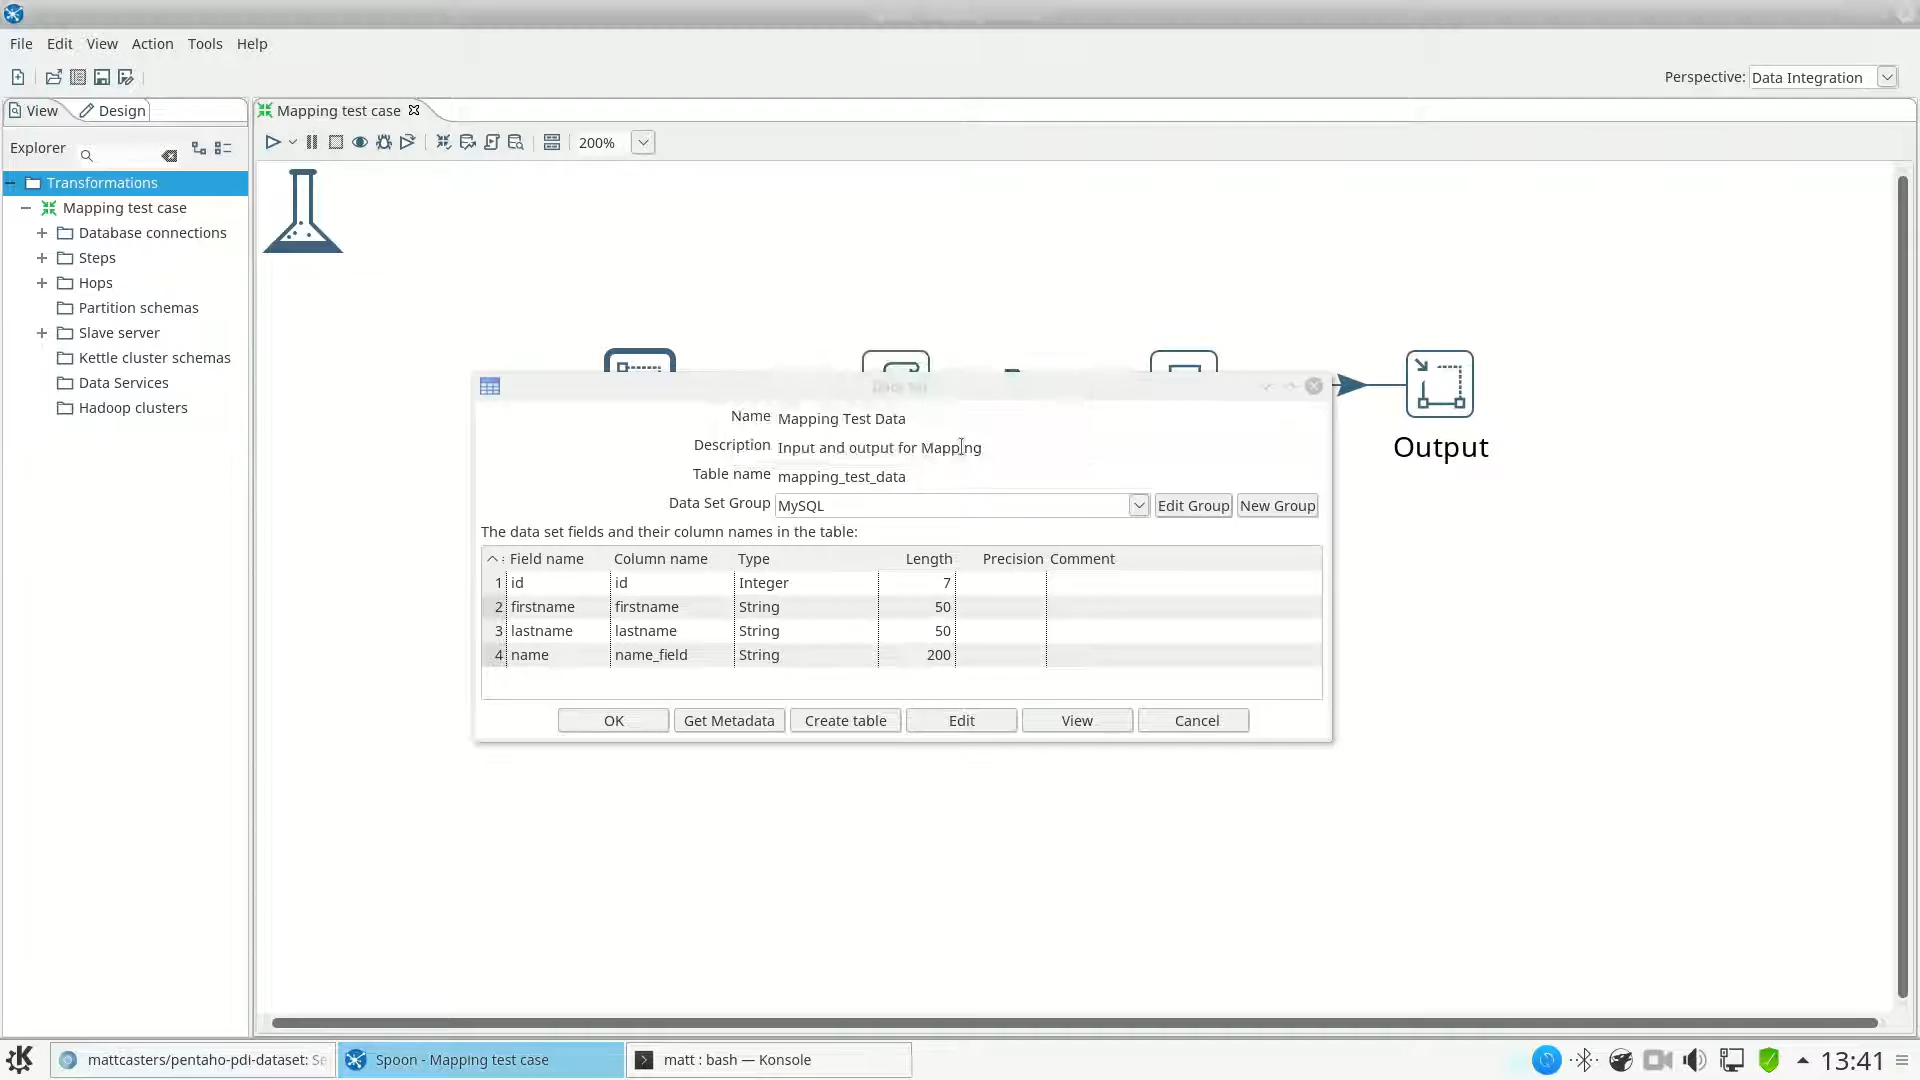 File Edit View Action Tools Help
Perspective: Data Integration
View Design
Mapping test case
Explorer
200%
Transformations
Mapping test case
Database connections
Steps
Hops
Partition schemas
Slave server
Kettle cluster schemas
Data Services
Hadoop clusters
Output
Name Mapping Test Data
Description Input and output for Mapping
Table name mapping_test_data
Data Set Group MySQL Edit Group New Group
The data set fields and their column names in the table:
Field name Column name Type Length Precision Comment
1 id id Integer 7
2 firstname firstname String 50
3 lastname lastname String 50
4 name name_field String 200
OK Get Metadata Create table Edit View Cancel
mattcasters/pentaho-pdi-dataset: Se
Spoon - Mapping test case
matt : bash — Konsole
13:41